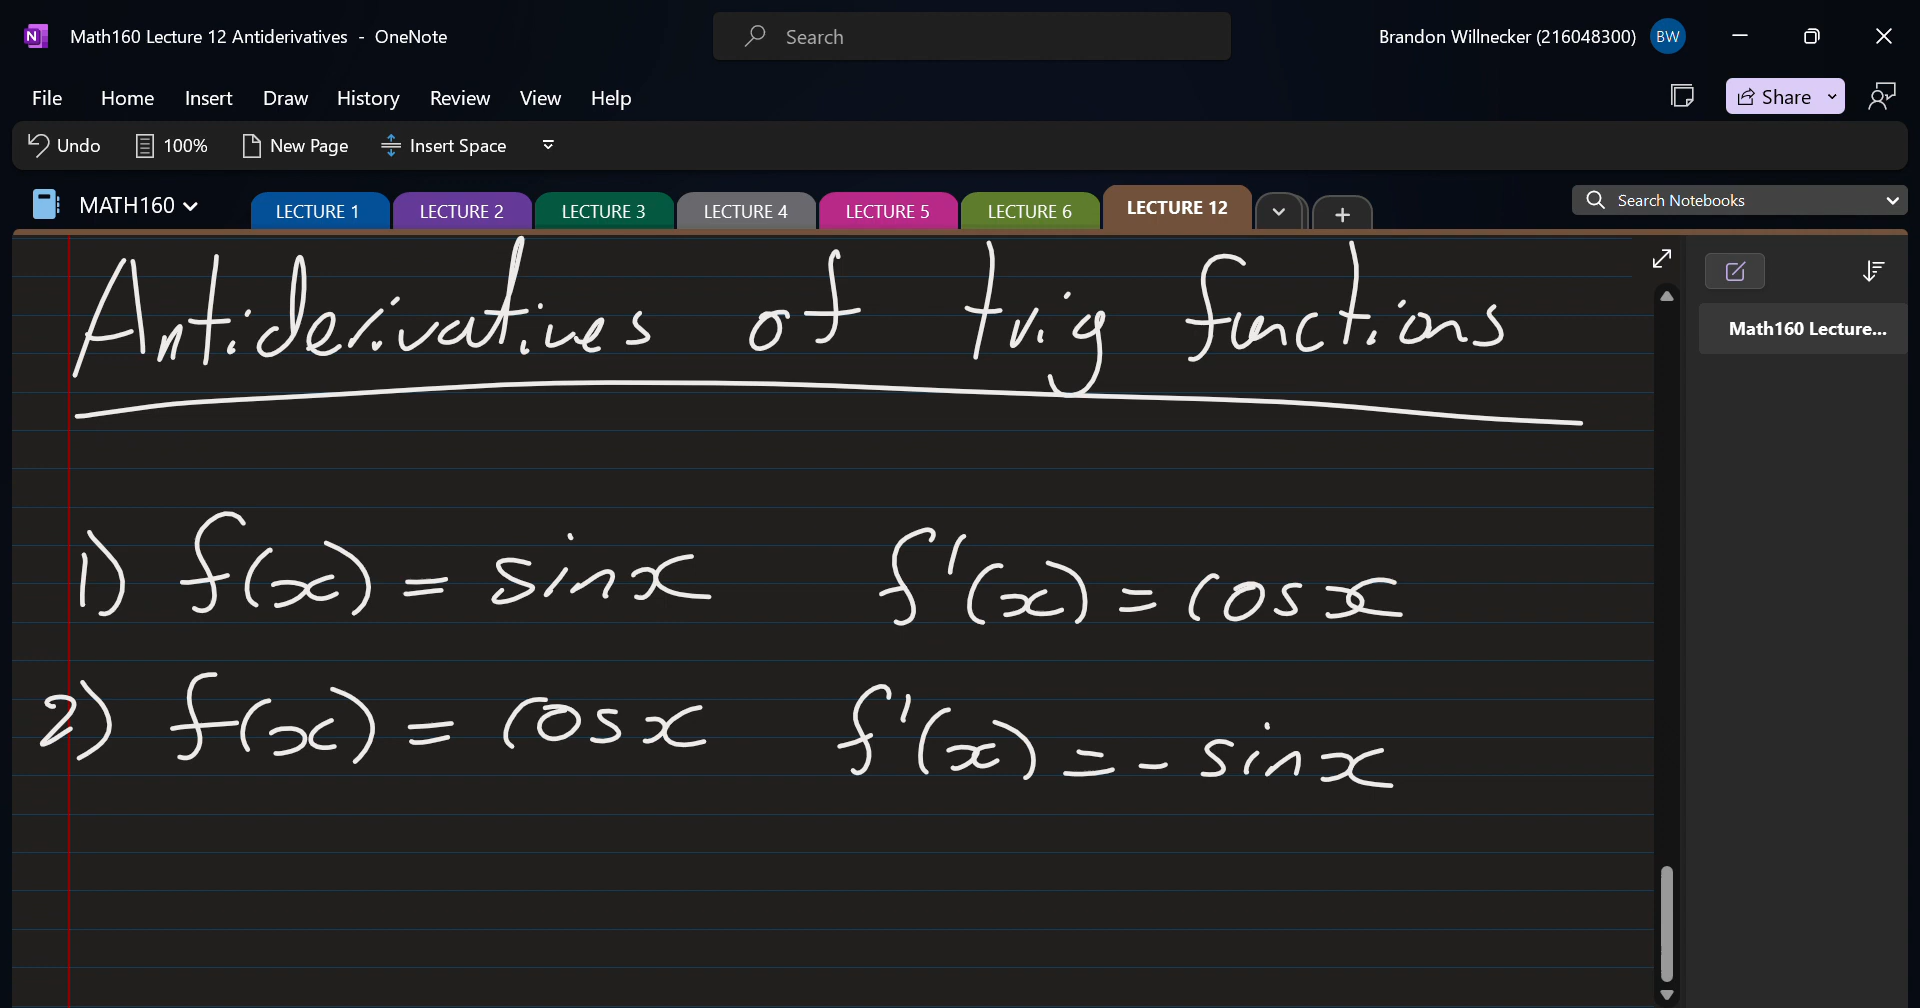 Math160 Lecture 12 Antiderivatives - OneNote
Search
Brandon Willnecker (216048300) BW
File Home Insert Draw History Review View Help
Share
Undo 100% New Page Insert Space
MATH160 LECTURE 1 LECTURE 2 LECTURE 3 LECTURE 4 LECTURE 5 LECTURE 6 LECTURE 12 +
Search Notebooks
Math160 Lecture...
Antiderivatives of trig functions
1) f(x) = sinx f'(x) = cosx
2) f(x) = cosx f'(x) = - sinx